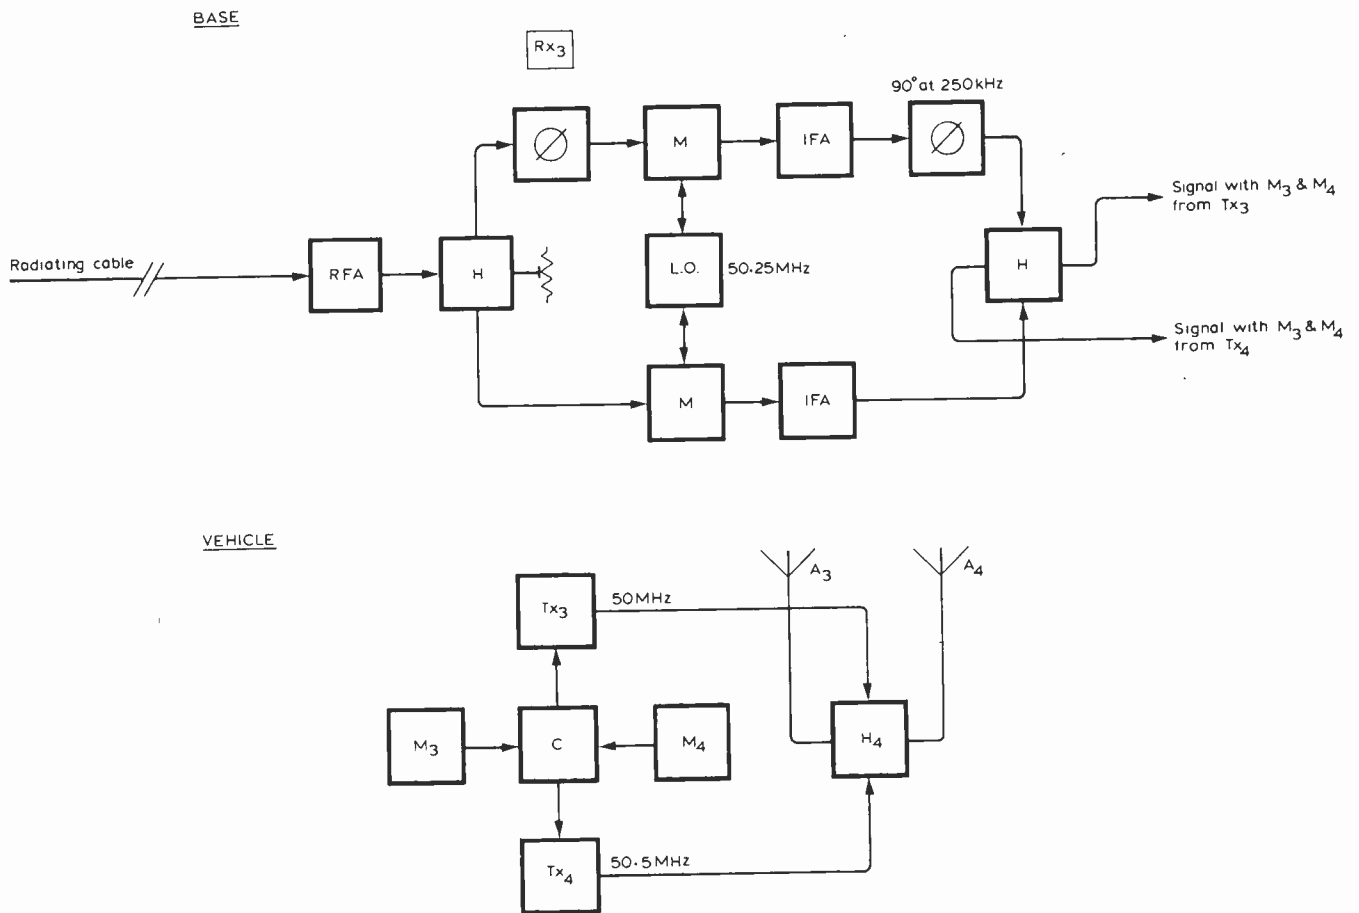 BASE
Rx3
90° at 250kHz
Ø
M
IFA
Ø
Signal with M3 & M4
from Tx3
Radiating cable
RFA
H
L.O.
50·25MHz
H
Signal with M3 & M4
from Tx4
M
IFA
VEHICLE
A3
A4
Tx3
50MHz
M3
C
M4
H4
Tx4
50·5MHz